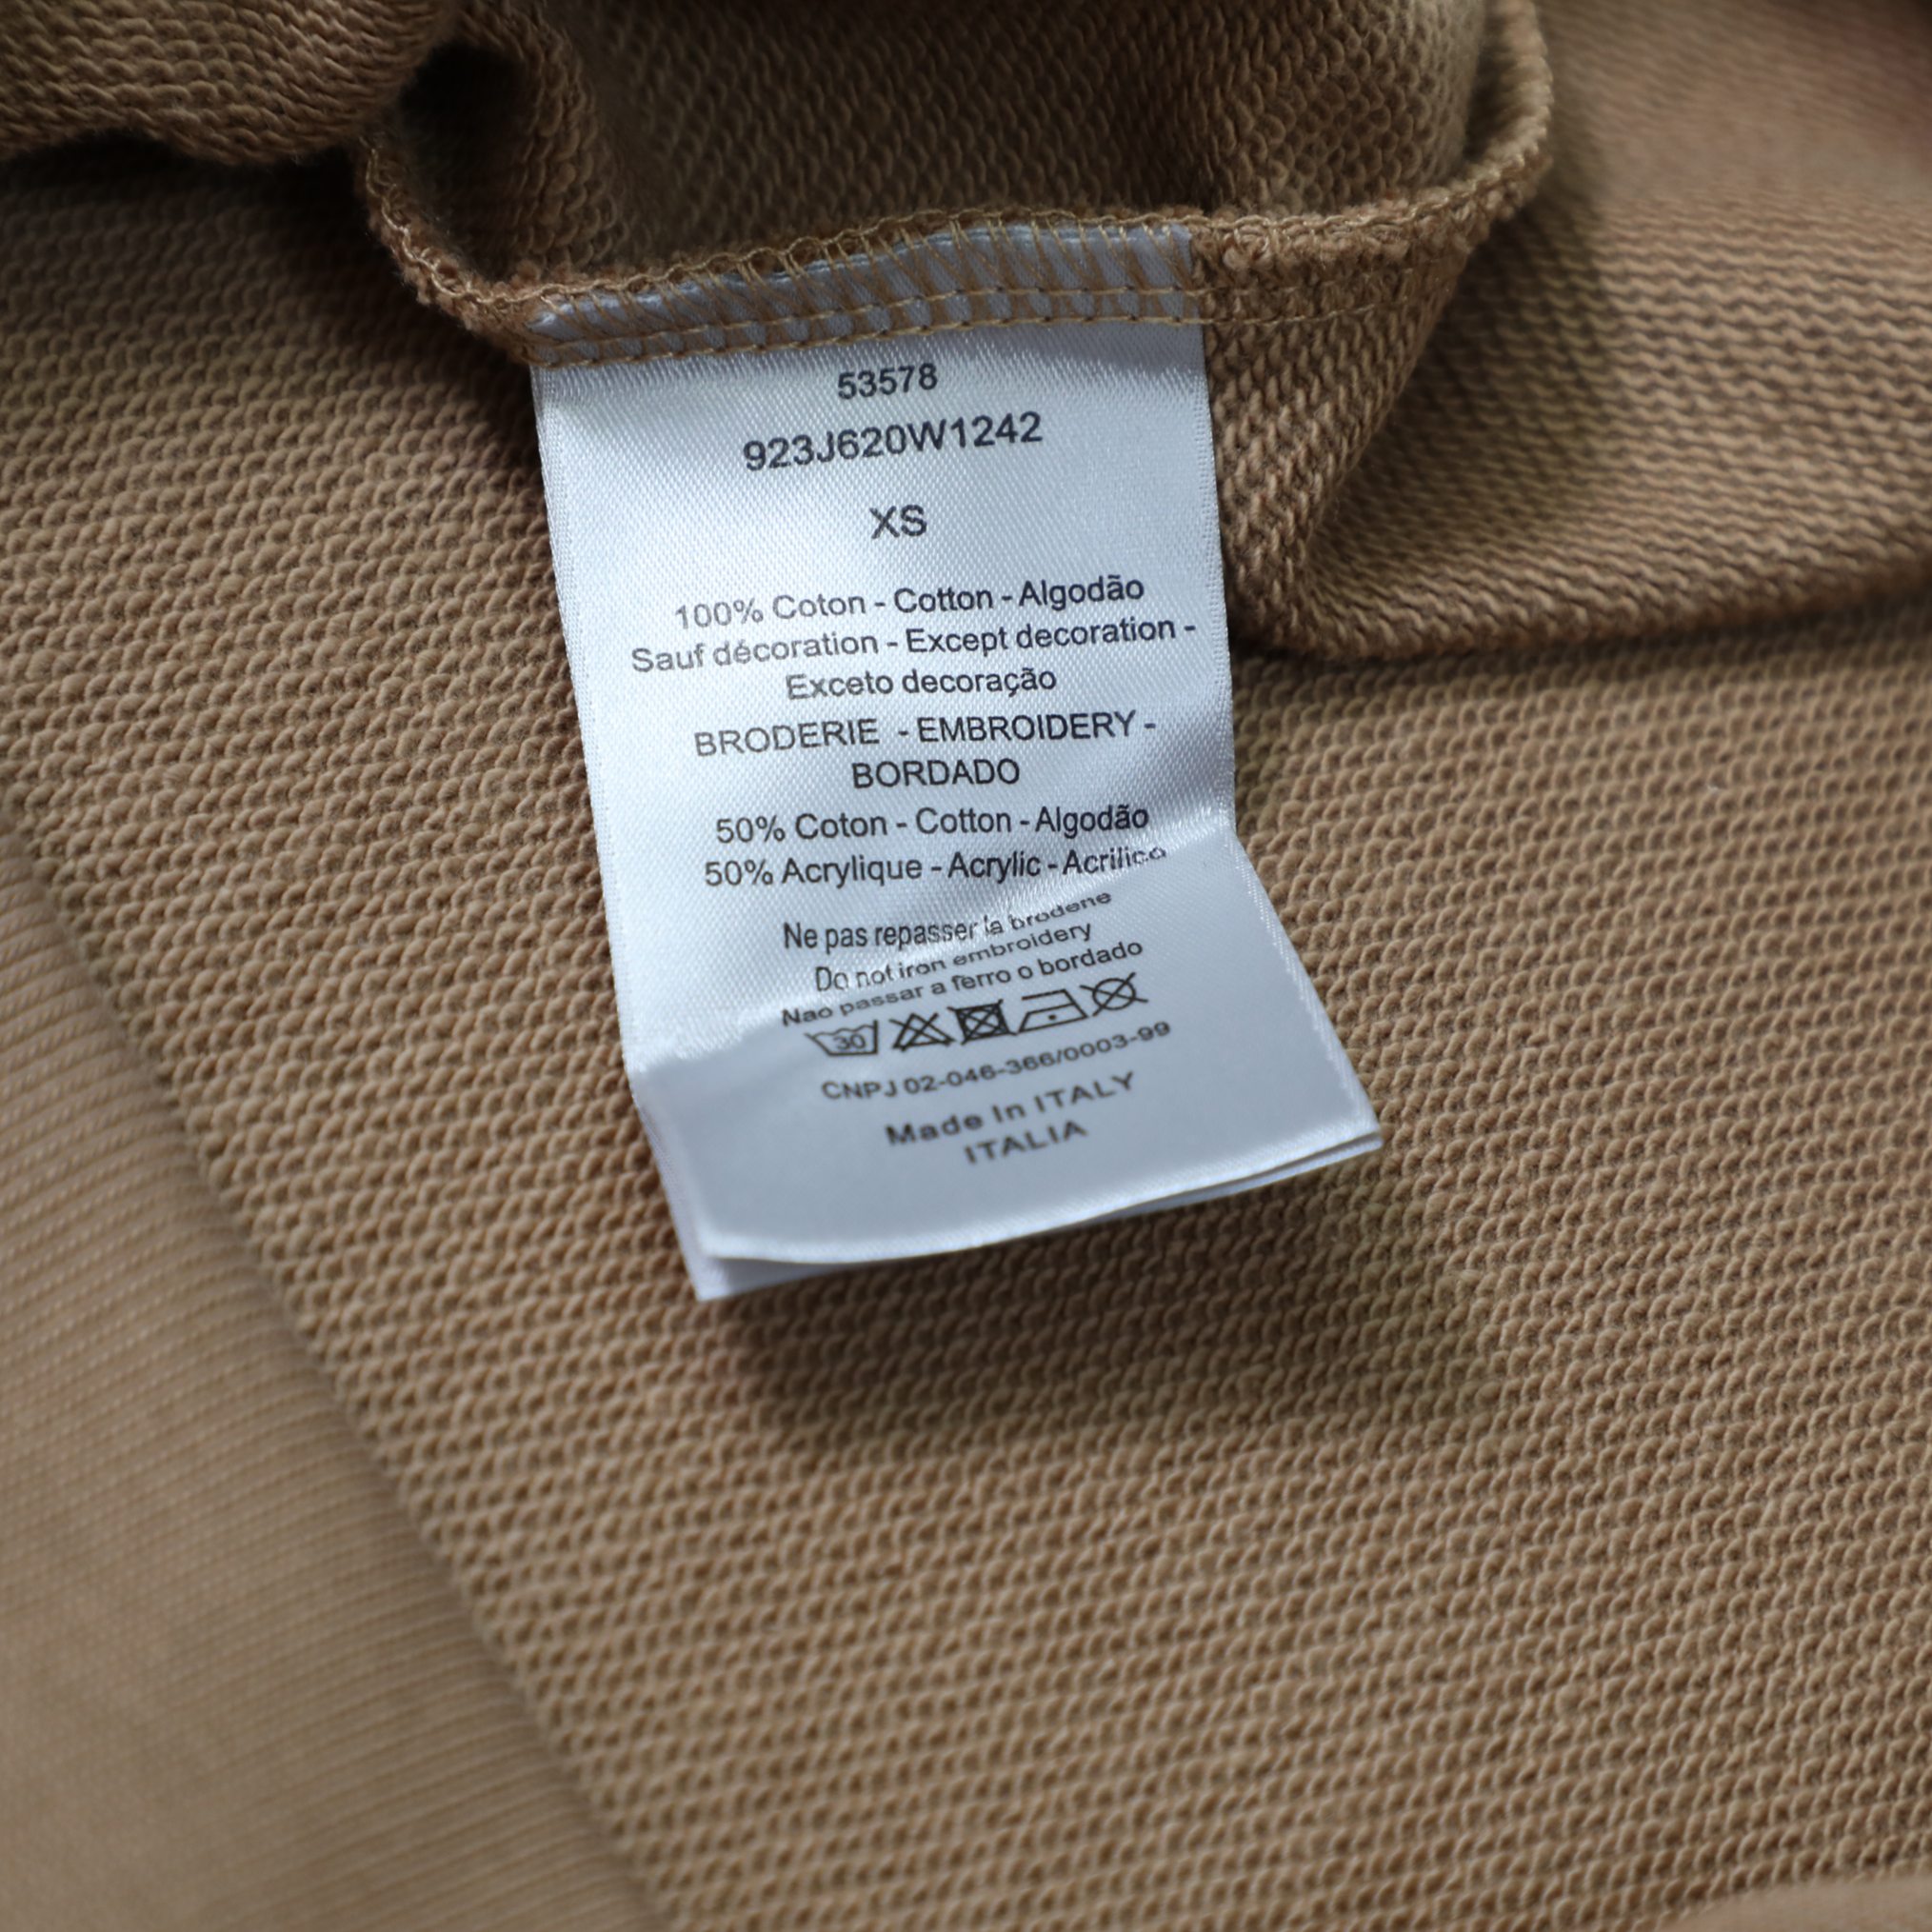 53578
923J620W1242
XS
100% Coton - Cotton - Algodão
Sauf décoration - Except decoration -
Exceto decoração
BRODERIE - EMBROIDERY -
BORDADO
50% Coton - Cotton - Algodão
50% Acrylique - Acrylic - Acrilico
Ne pas repasser la broderie
Do not iron embroidery
Nao passar a ferro o bordado
30
CNPJ 02-046-366/0003-99
Made In ITALY
ITALIA